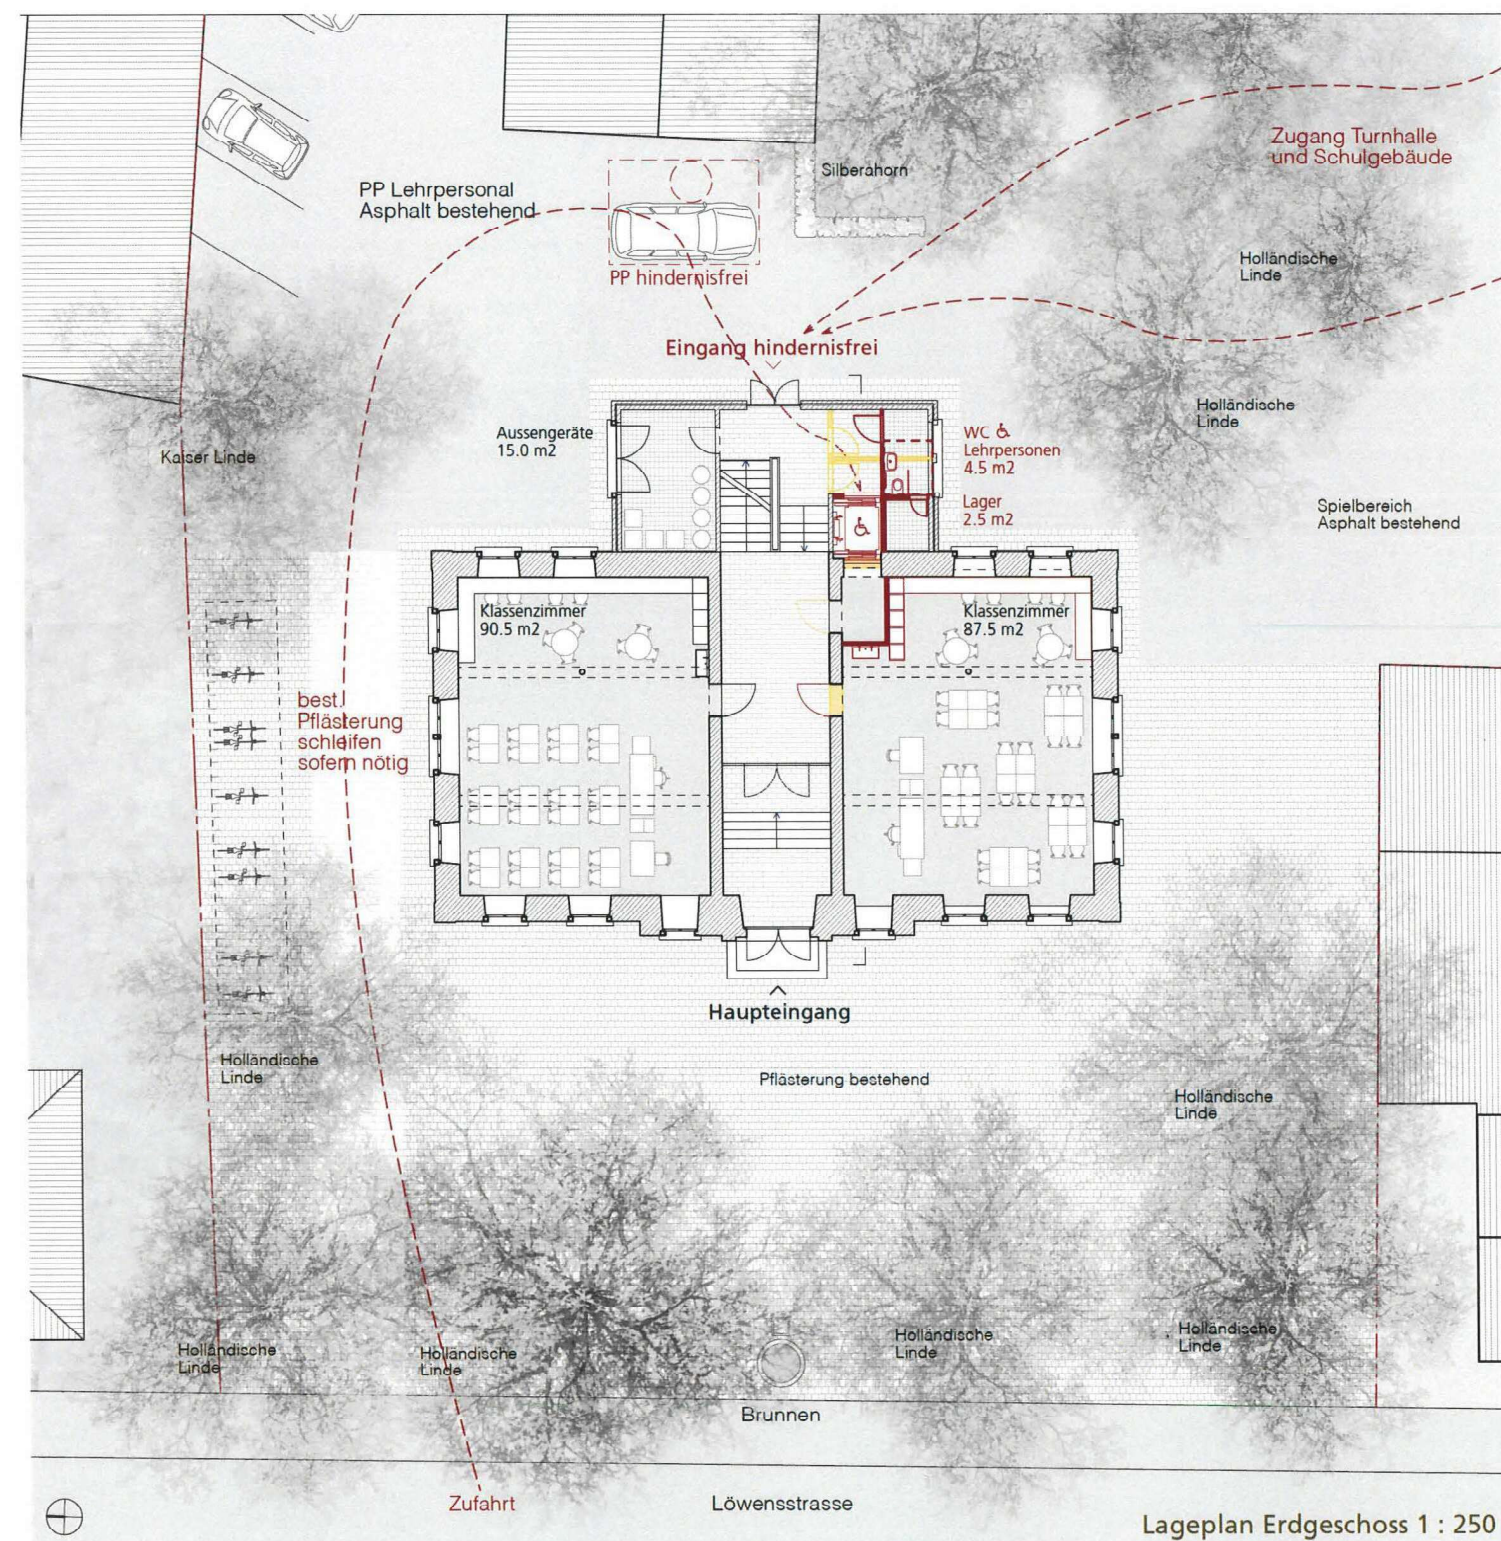 Silberahorn
Zugang Turnhalle
und Schulgebäude
PP Lehrpersonal
Asphalt bestehend
PP hindernisfrei
Holländische
Linde
Eingang hindernisfrei
Holländische
Linde
Kaiser Linde
Aussengeräte
15.0 m2
WC
Lehrpersonen
4.5 m2
Lager
2.5 m2
Spielbereich
Asphalt bestehend
Klassenzimmer
90.5 m2
Klassenzimmer
87.5 m2
best.
Pflästerung
schleifen
sofern nötig
Haupteingang
Holländische
Linde
Pflästerung bestehend
Holländische
Linde
Holländische
Linde
Holländische
Linde
Holländische
Linde
Holländische
Linde
Brunnen
Zufahrt
Löwensstrasse
Lageplan Erdgeschoss 1 : 250